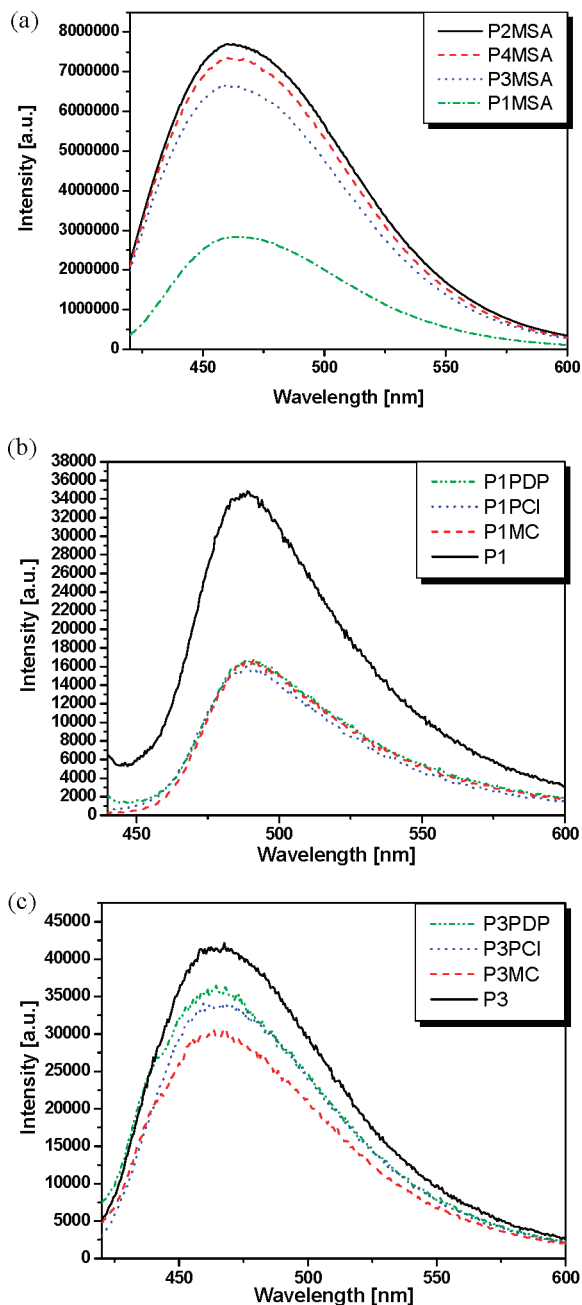 (a)
8000000
7000000
6000000
5000000
4000000
3000000
2000000
1000000
0
Intensity [a.u.]
P2MSA
P4MSA
P3MSA
P1MSA
450 500 550 600
Wavelength [nm]
(b)
38000
36000
34000
32000
30000
28000
26000
24000
22000
20000
18000
16000
14000
12000
10000
8000
6000
4000
2000
0
Intensity [a.u.]
P1PDP
P1PCl
P1MC
P1
450 500 550 600
Wavelength [nm]
(c)
45000
40000
35000
30000
25000
20000
15000
10000
5000
0
Intensity [a.u.]
P3PDP
P3PCl
P3MC
P3
450 500 550 600
Wavelength [nm]